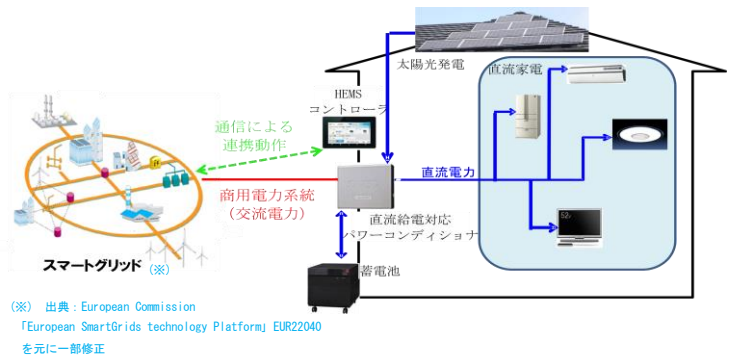 太陽光発電
直流家電
HEMS
コントローラ
通信による
連携動作
直流電力
商用電力系統
（交流電力）
直流給電対応
パワーコンディショナ
52
蓄電池
スマートグリッド（※）
（※） 出典：European Commission
「European SmartGrids technology Platform」EUR22040
を元に一部修正